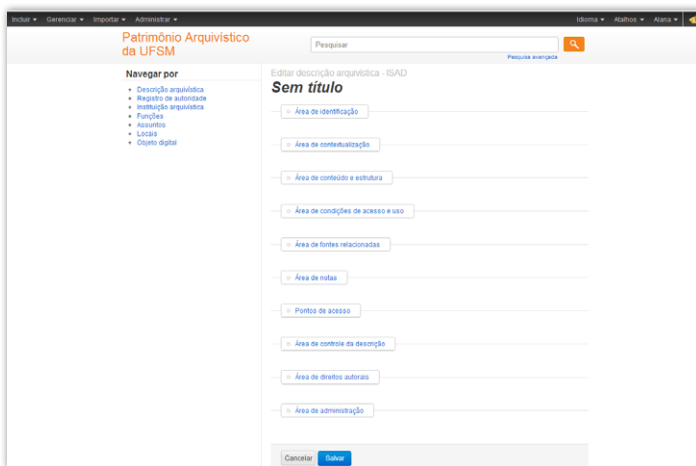 Incluir Gerenciar Importar Administrar
Idioma Atalhos Alana
Patrimônio Arquivístico
da UFSM
Pesquisar
Pesquisa avançada
Navegar por
Descrição arquivística
Registro de autoridade
Instituição arquivística
Funções
Assuntos
Locais
Objeto digital
Editar descrição arquivística - ISAD
Sem título
Área de identificação
Área de contextualização
Área de conteúdo e estrutura
Área de condições de acesso e uso
Área de fontes relacionadas
Área de notas
Pontos de acesso
Área de controle da descrição
Área de direitos autorais
Área de administração
Cancelar Salvar